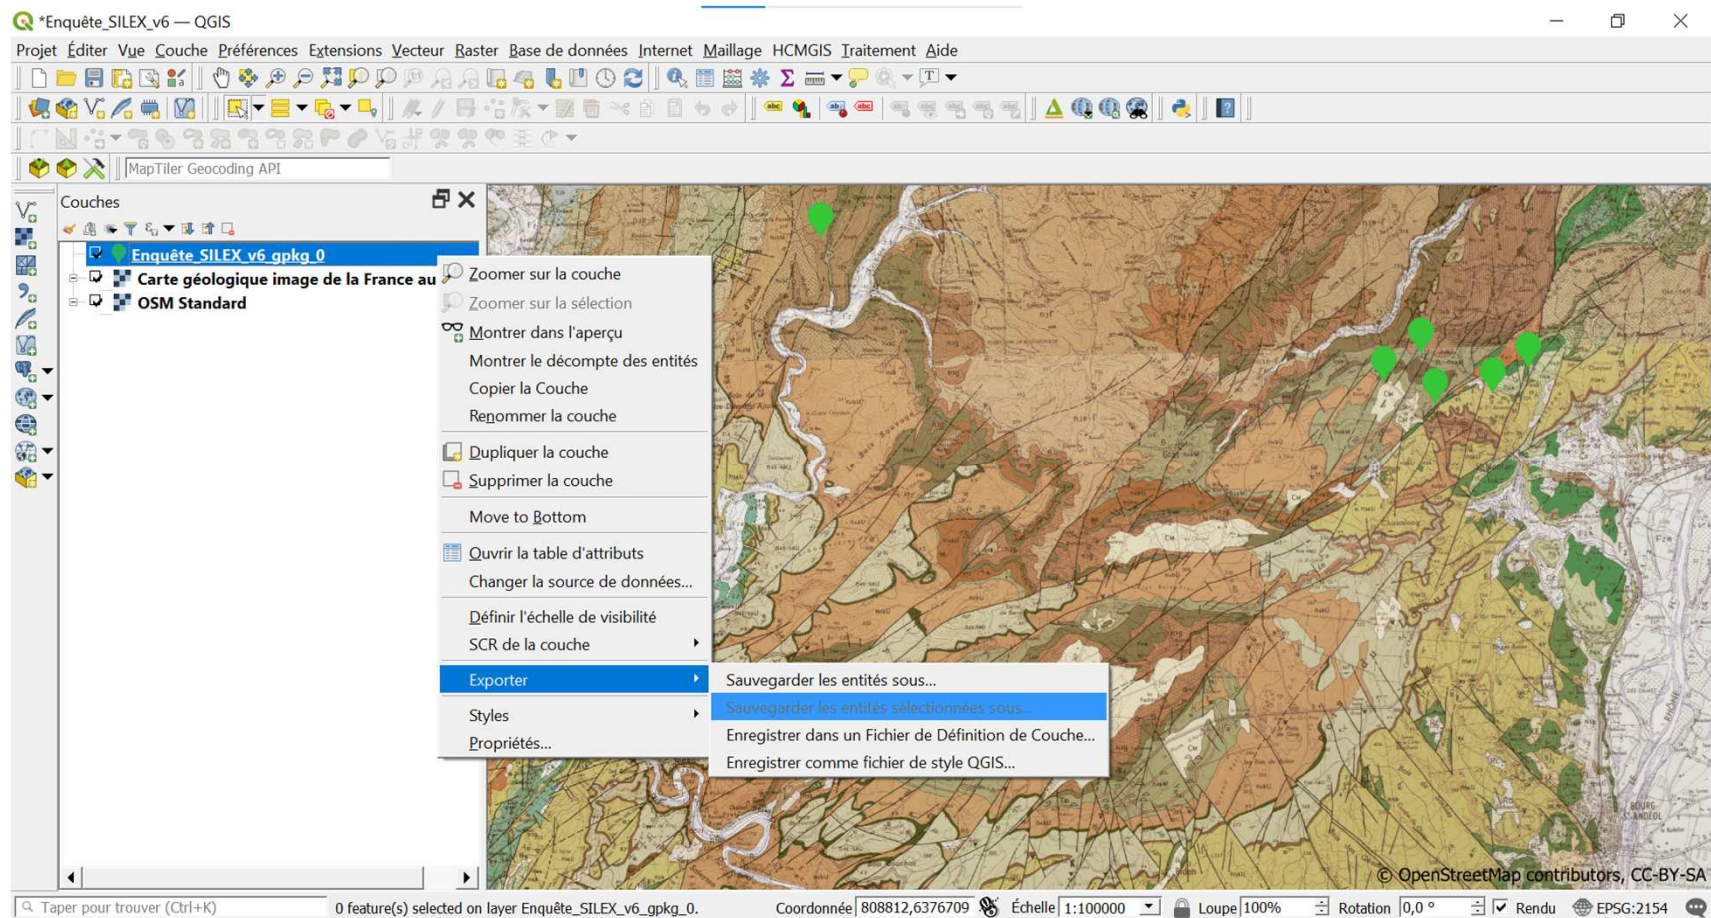 *Enquête_SILEX_v6 — QGIS
Projet Éditer Vue Couche Préférences Extensions Vecteur Raster Base de données Internet Maillage HCMGIS Traitement Aide
MapTiler Geocoding API
Couches
Enquête_SILEX_v6_gpkg_0
Carte géologique image de la France au
OSM Standard
Zoomer sur la couche
Zoomer sur la sélection
Montrer dans l'aperçu
Montrer le décompte des entités
Copier la Couche
Renommer la couche
Dupliquer la couche
Supprimer la couche
Move to Bottom
Ouvrir la table d'attributs
Changer la source de données...
Définir l'échelle de visibilité
SCR de la couche
Exporter
Styles
Propriétés...
Sauvegarder les entités sous...
Sauvegarder les entités sélectionnées sous...
Enregistrer dans un Fichier de Définition de Couche...
Enregistrer comme fichier de style QGIS...
BOURG
ST-ANDÉOL
RHÔNE
© OpenStreetMap contributors, CC-BY-SA
Taper pour trouver (Ctrl+K) 0 feature(s) selected on layer Enquête_SILEX_v6_gpkg_0. Coordonnée 808812,6376709 Échelle 1:100000 Loupe 100% Rotation 0,0 ° Rendu EPSG:2154